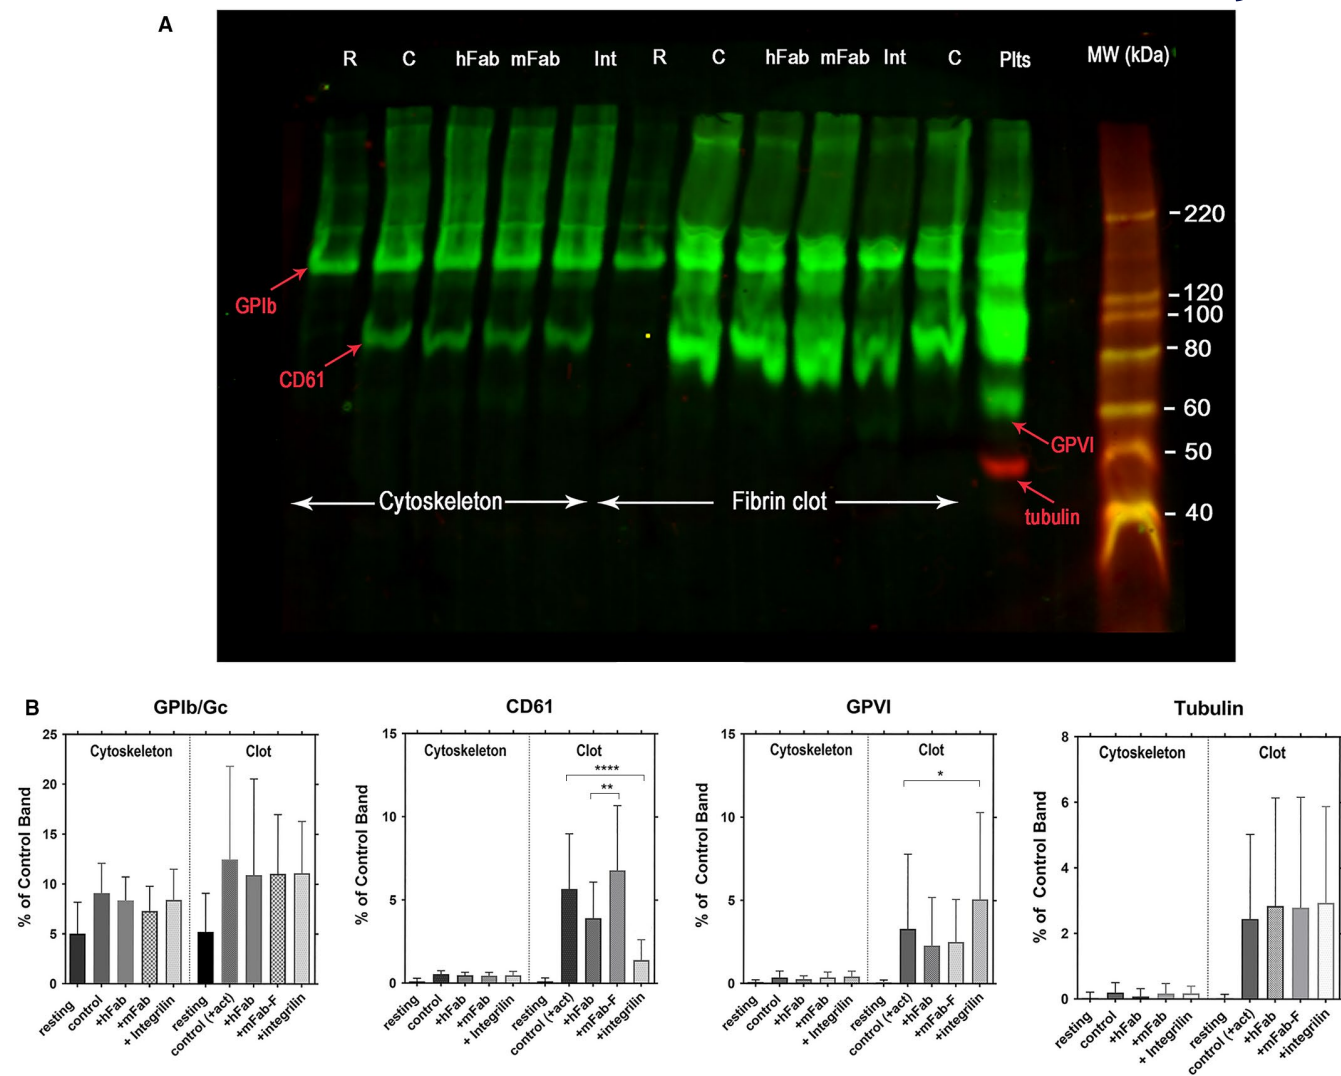 A
R C hFab mFab Int R C hFab mFab Int C Plts MW (kDa)
220
GPIb
120
100
80
CD61
60
GPVI
50
Cytoskeleton Fibrin clot
tubulin
40
B
GPIb/Gc
% of Control Band
25
20
15
10
5
0
Cytoskeleton Clot
resting control +hFab +mFab + Integrilin resting control (+act) +hFab +mFab-F +integrilin
CD61
% of Control Band
15
10
5
0
Cytoskeleton Clot
****
**
resting control +hFab +mFab + Integrilin resting control (+act) +hFab +mFab-F +integrilin
GPVI
% of Control Band
15
10
5
0
Cytoskeleton Clot
*
resting control +hFab +mFab + Integrilin resting control (+act) +hFab +mFab-F +integrilin
Tubulin
% of Control Band
8
6
4
2
0
Cytoskeleton Clot
resting control +hFab +mFab + Integrilin resting control (+act) +hFab +mFab-F +integrilin